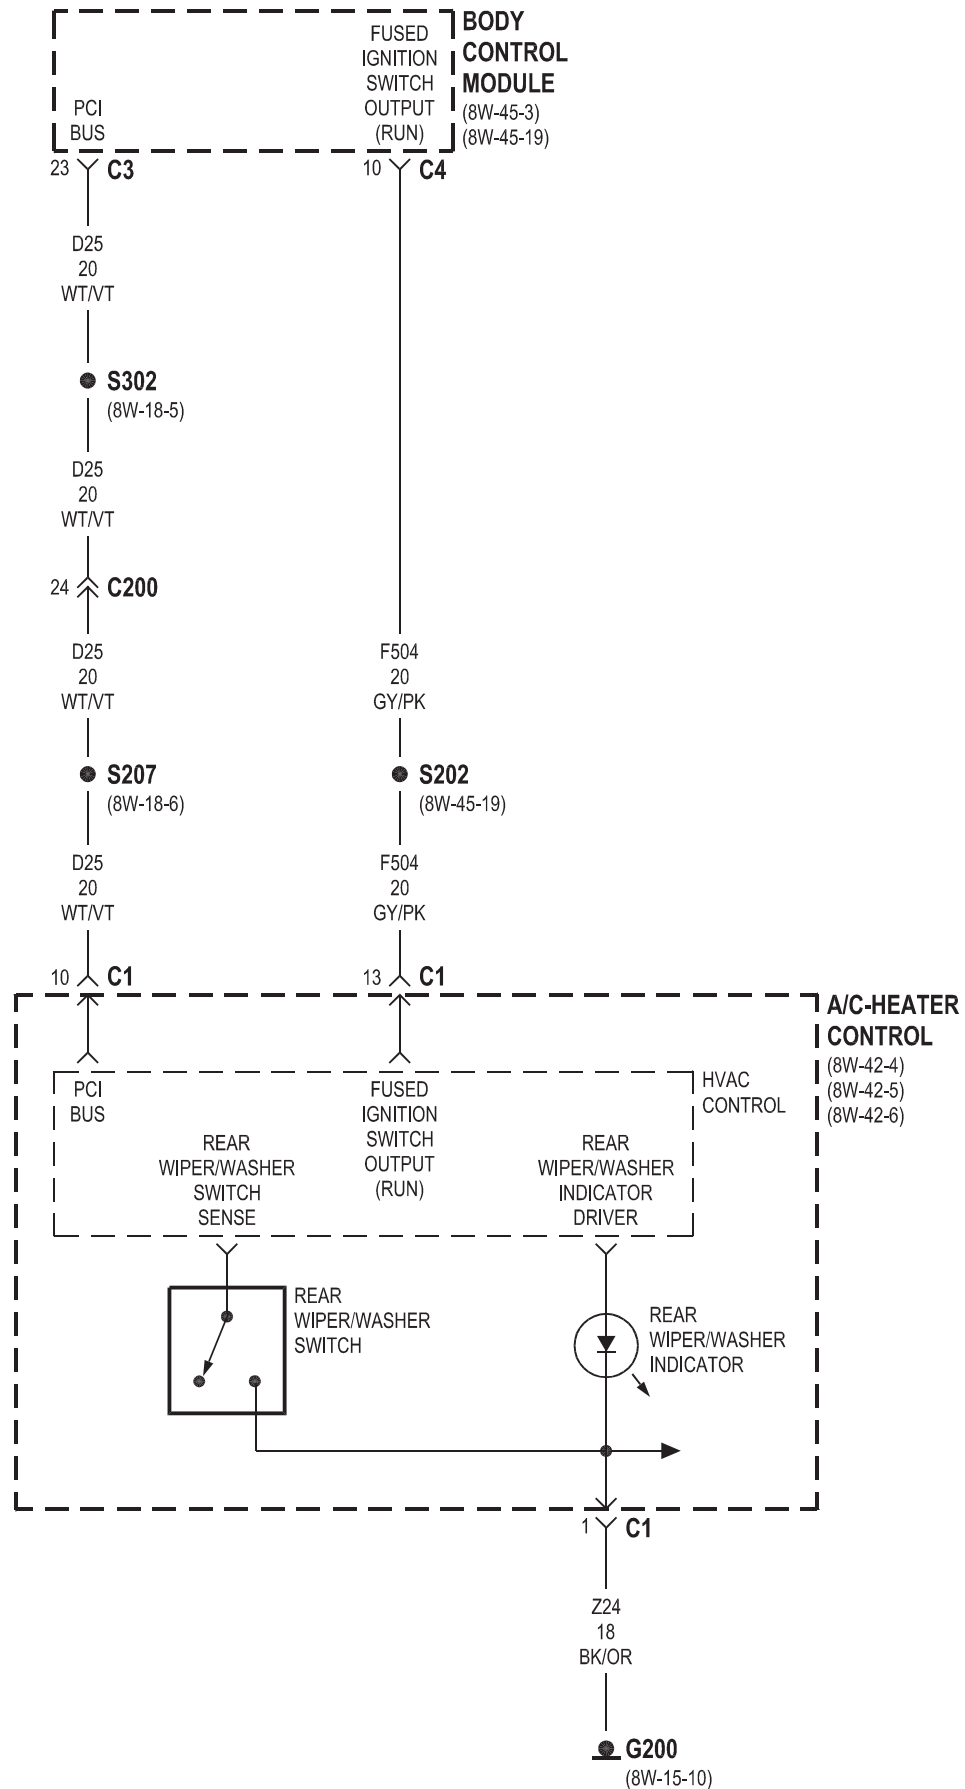 BODY
CONTROL
MODULE
(8W-45-3)
(8W-45-19)
FUSED
IGNITION
SWITCH
OUTPUT
(RUN)
PCI
BUS
23
C3
10
C4
D25
20
WT/VT
S302
(8W-18-5)
D25
20
WT/VT
24
C200
D25
20
WT/VT
F504
20
GY/PK
S207
(8W-18-6)
S202
(8W-45-19)
D25
20
WT/VT
F504
20
GY/PK
10
C1
13
C1
A/C-HEATER
CONTROL
(8W-42-4)
(8W-42-5)
(8W-42-6)
HVAC
CONTROL
PCI
BUS
FUSED
IGNITION
SWITCH
OUTPUT
(RUN)
REAR
WIPER/WASHER
SWITCH
SENSE
REAR
WIPER/WASHER
INDICATOR
DRIVER
REAR
WIPER/WASHER
SWITCH
REAR
WIPER/WASHER
INDICATOR
1
C1
Z24
18
BK/OR
G200
(8W-15-10)